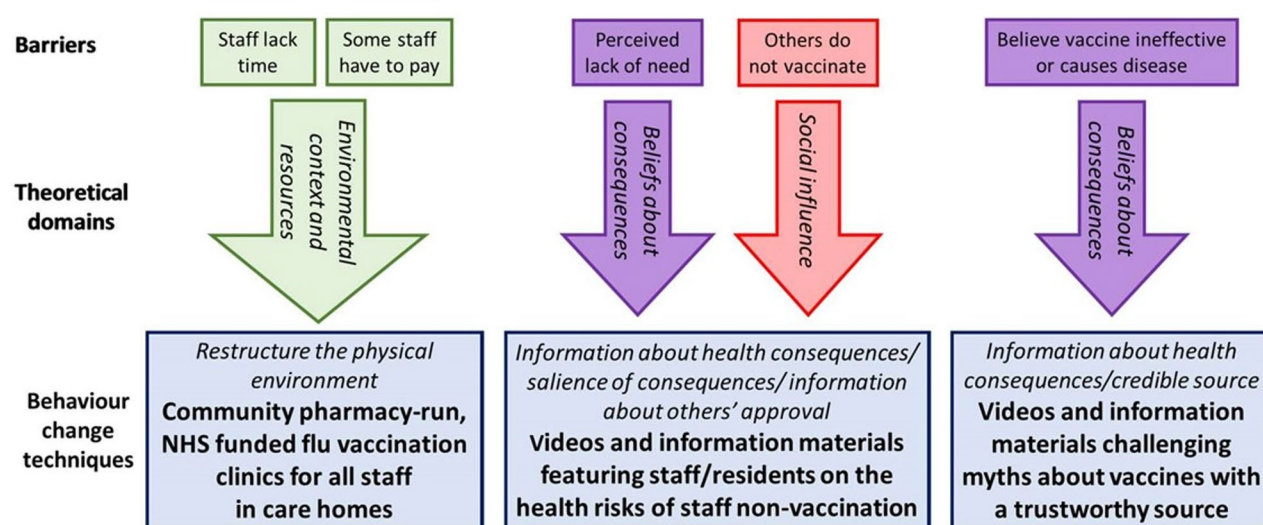 Barriers
Staff lack
time
Some staff
have to pay
Perceived
lack of need
Others do
not vaccinate
Believe vaccine ineffective
or causes disease
Theoretical
domains
Environmental
context and
resources
Beliefs about
consequences
Social influence
Beliefs about
consequences
Behaviour
change
techniques
Restructure the physical
environment
Community pharmacy-run,
NHS funded flu vaccination
clinics for all staff
in care homes
Information about health consequences/
salience of consequences/ information
about others’ approval
Videos and information materials
featuring staff/residents on the
health risks of staff non-vaccination
Information about health
consequences/credible source
Videos and information
materials challenging
myths about vaccines with
a trustworthy source